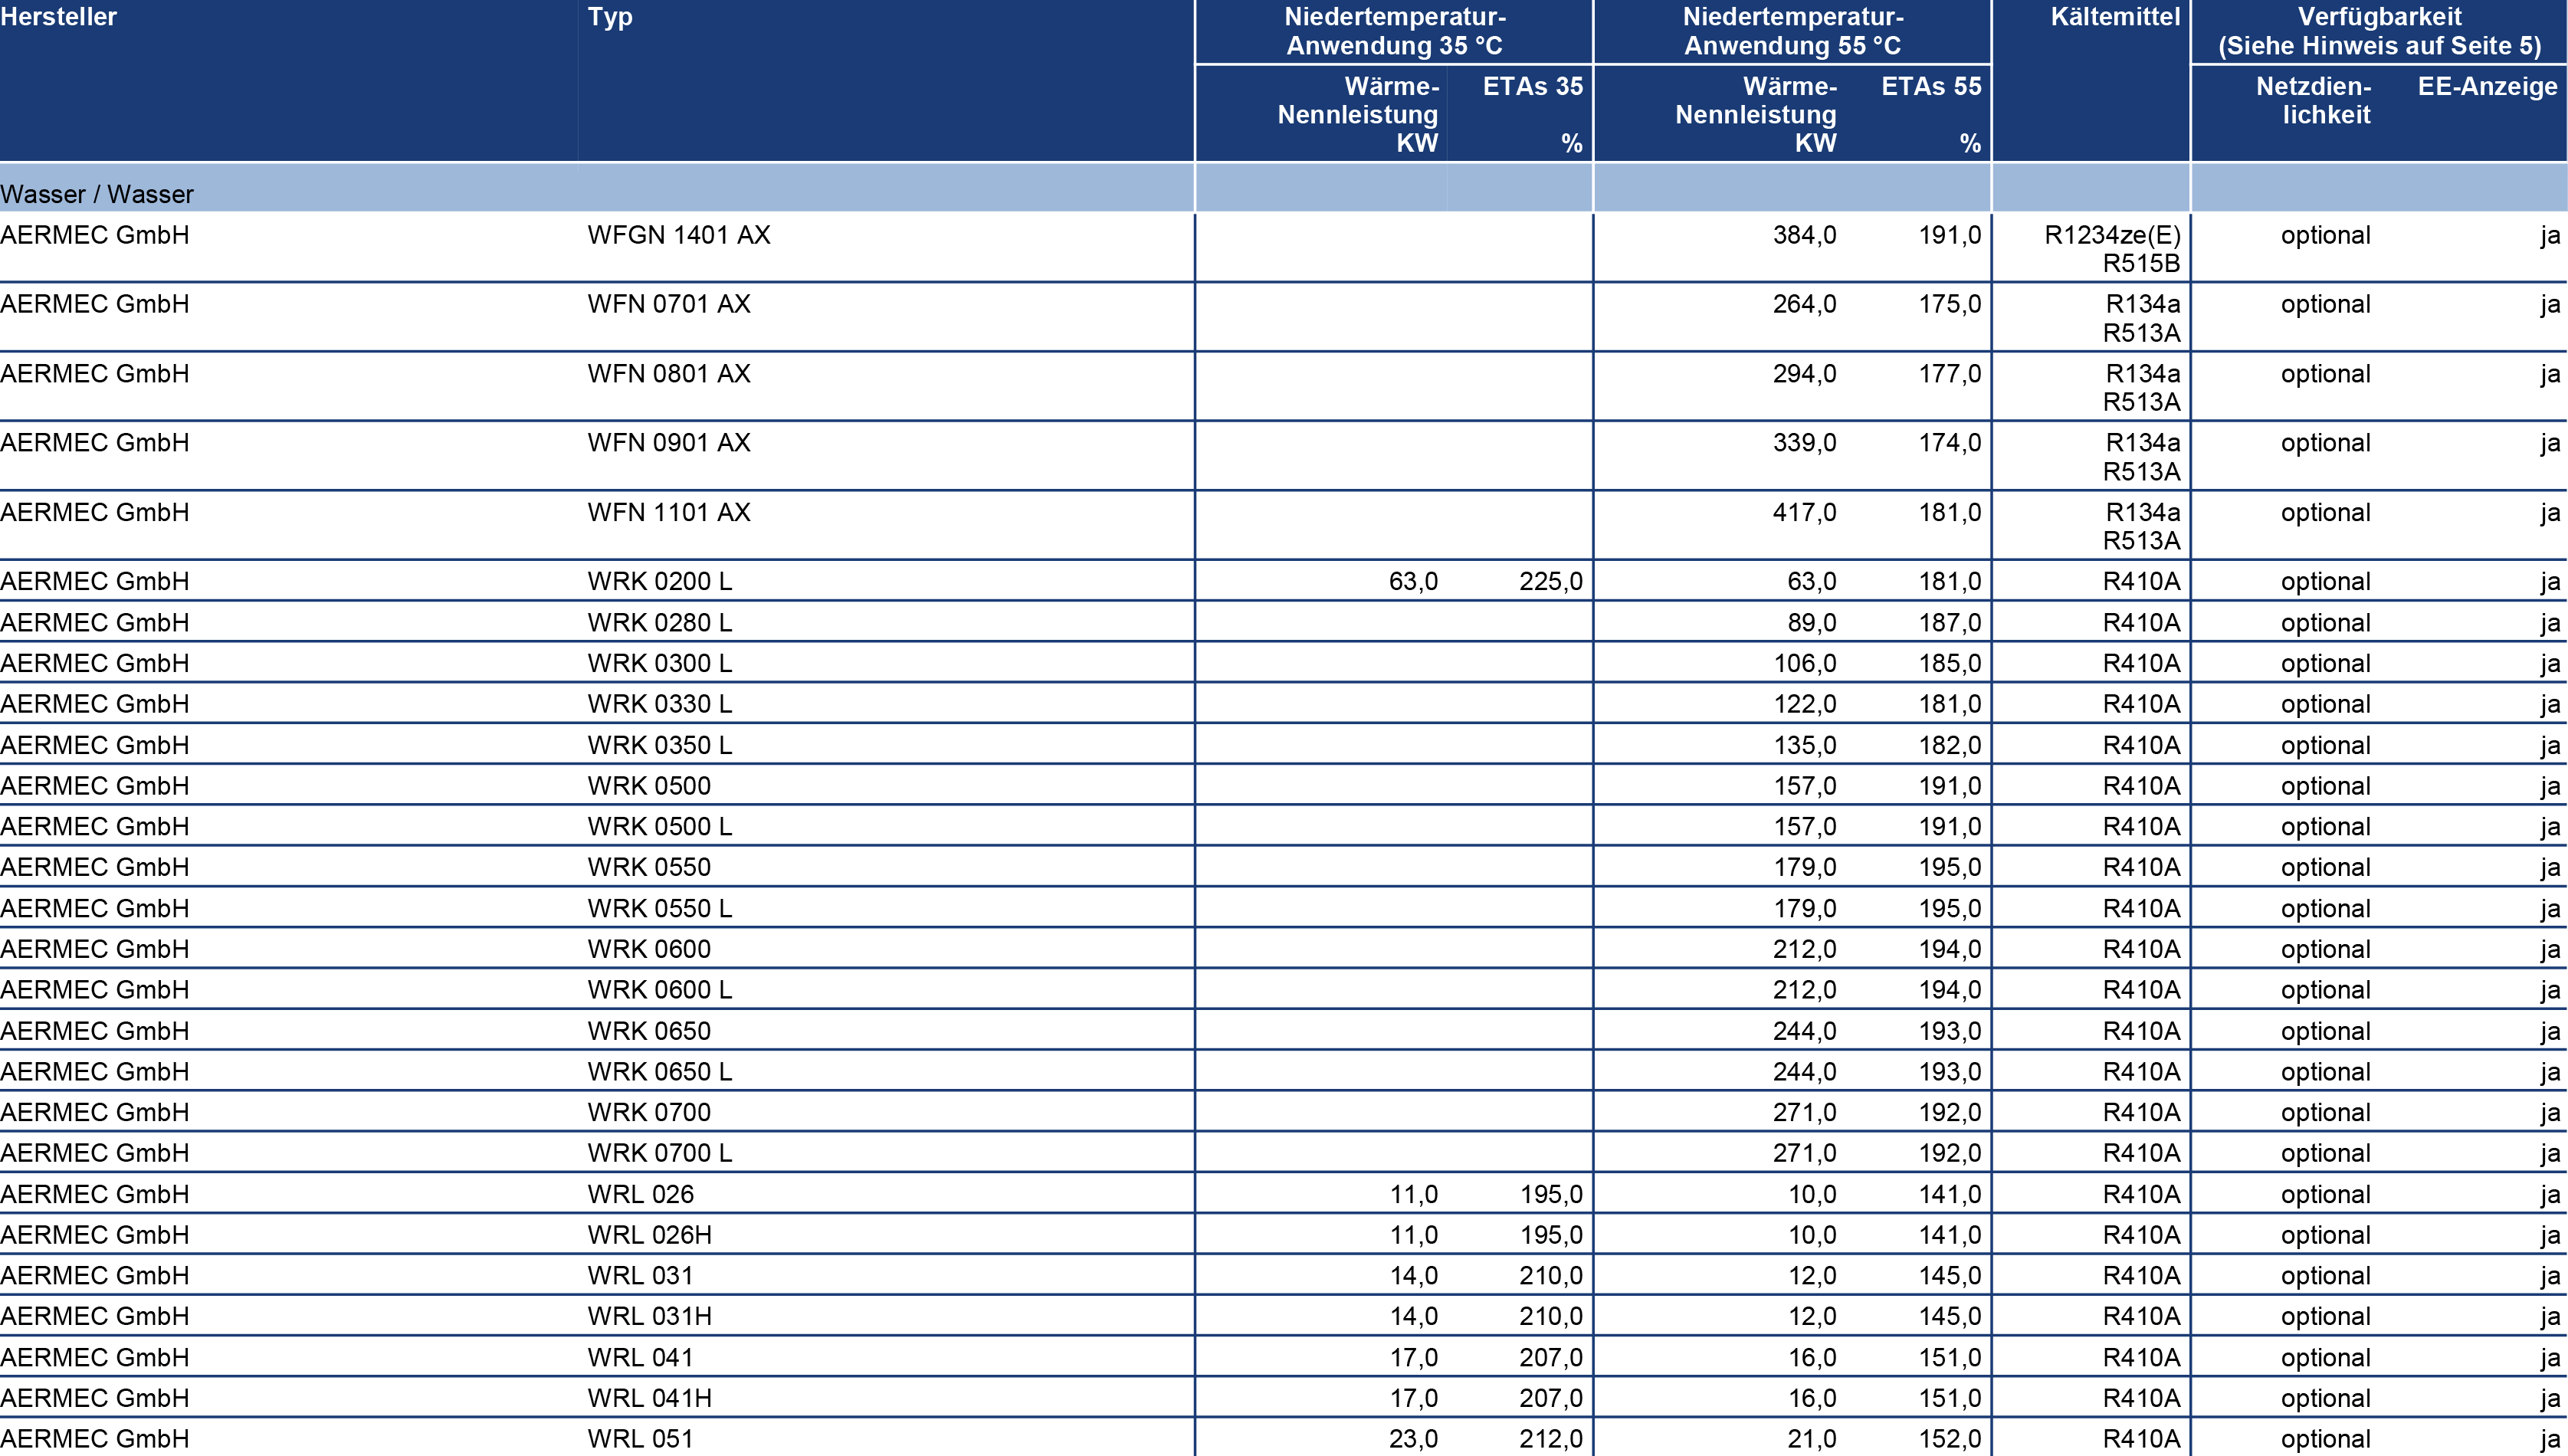 Hersteller Typ Niedertemperatur- Niedertemperatur- Kältemittel Verfügbarkeit
Anwendung 35 °C Anwendung 55 °C (Siehe Hinweis auf Seite 5)
Wärme- ETAs 35 Wärme- ETAs 55 Netzdien- EE-Anzeige
Nennleistung Nennleistung lichkeit
KW % KW %
Wasser / Wasser
AERMEC GmbH WFGN 1401 AX 384,0 191,0 R1234ze(E) optional ja
R515B
AERMEC GmbH WFN 0701 AX 264,0 175,0 R134a optional ja
R513A
AERMEC GmbH WFN 0801 AX 294,0 177,0 R134a optional ja
R513A
AERMEC GmbH WFN 0901 AX 339,0 174,0 R134a optional ja
R513A
AERMEC GmbH WFN 1101 AX 417,0 181,0 R134a optional ja
R513A
AERMEC GmbH WRK 0200 L 63,0 225,0 63,0 181,0 R410A optional ja
AERMEC GmbH WRK 0280 L 89,0 187,0 R410A optional ja
AERMEC GmbH WRK 0300 L 106,0 185,0 R410A optional ja
AERMEC GmbH WRK 0330 L 122,0 181,0 R410A optional ja
AERMEC GmbH WRK 0350 L 135,0 182,0 R410A optional ja
AERMEC GmbH WRK 0500 157,0 191,0 R410A optional ja
AERMEC GmbH WRK 0500 L 157,0 191,0 R410A optional ja
AERMEC GmbH WRK 0550 179,0 195,0 R410A optional ja
AERMEC GmbH WRK 0550 L 179,0 195,0 R410A optional ja
AERMEC GmbH WRK 0600 212,0 194,0 R410A optional ja
AERMEC GmbH WRK 0600 L 212,0 194,0 R410A optional ja
AERMEC GmbH WRK 0650 244,0 193,0 R410A optional ja
AERMEC GmbH WRK 0650 L 244,0 193,0 R410A optional ja
AERMEC GmbH WRK 0700 271,0 192,0 R410A optional ja
AERMEC GmbH WRK 0700 L 271,0 192,0 R410A optional ja
AERMEC GmbH WRL 026 11,0 195,0 10,0 141,0 R410A optional ja
AERMEC GmbH WRL 026H 11,0 195,0 10,0 141,0 R410A optional ja
AERMEC GmbH WRL 031 14,0 210,0 12,0 145,0 R410A optional ja
AERMEC GmbH WRL 031H 14,0 210,0 12,0 145,0 R410A optional ja
AERMEC GmbH WRL 041 17,0 207,0 16,0 151,0 R410A optional ja
AERMEC GmbH WRL 041H 17,0 207,0 16,0 151,0 R410A optional ja
AERMEC GmbH WRL 051 23,0 212,0 21,0 152,0 R410A optional ja